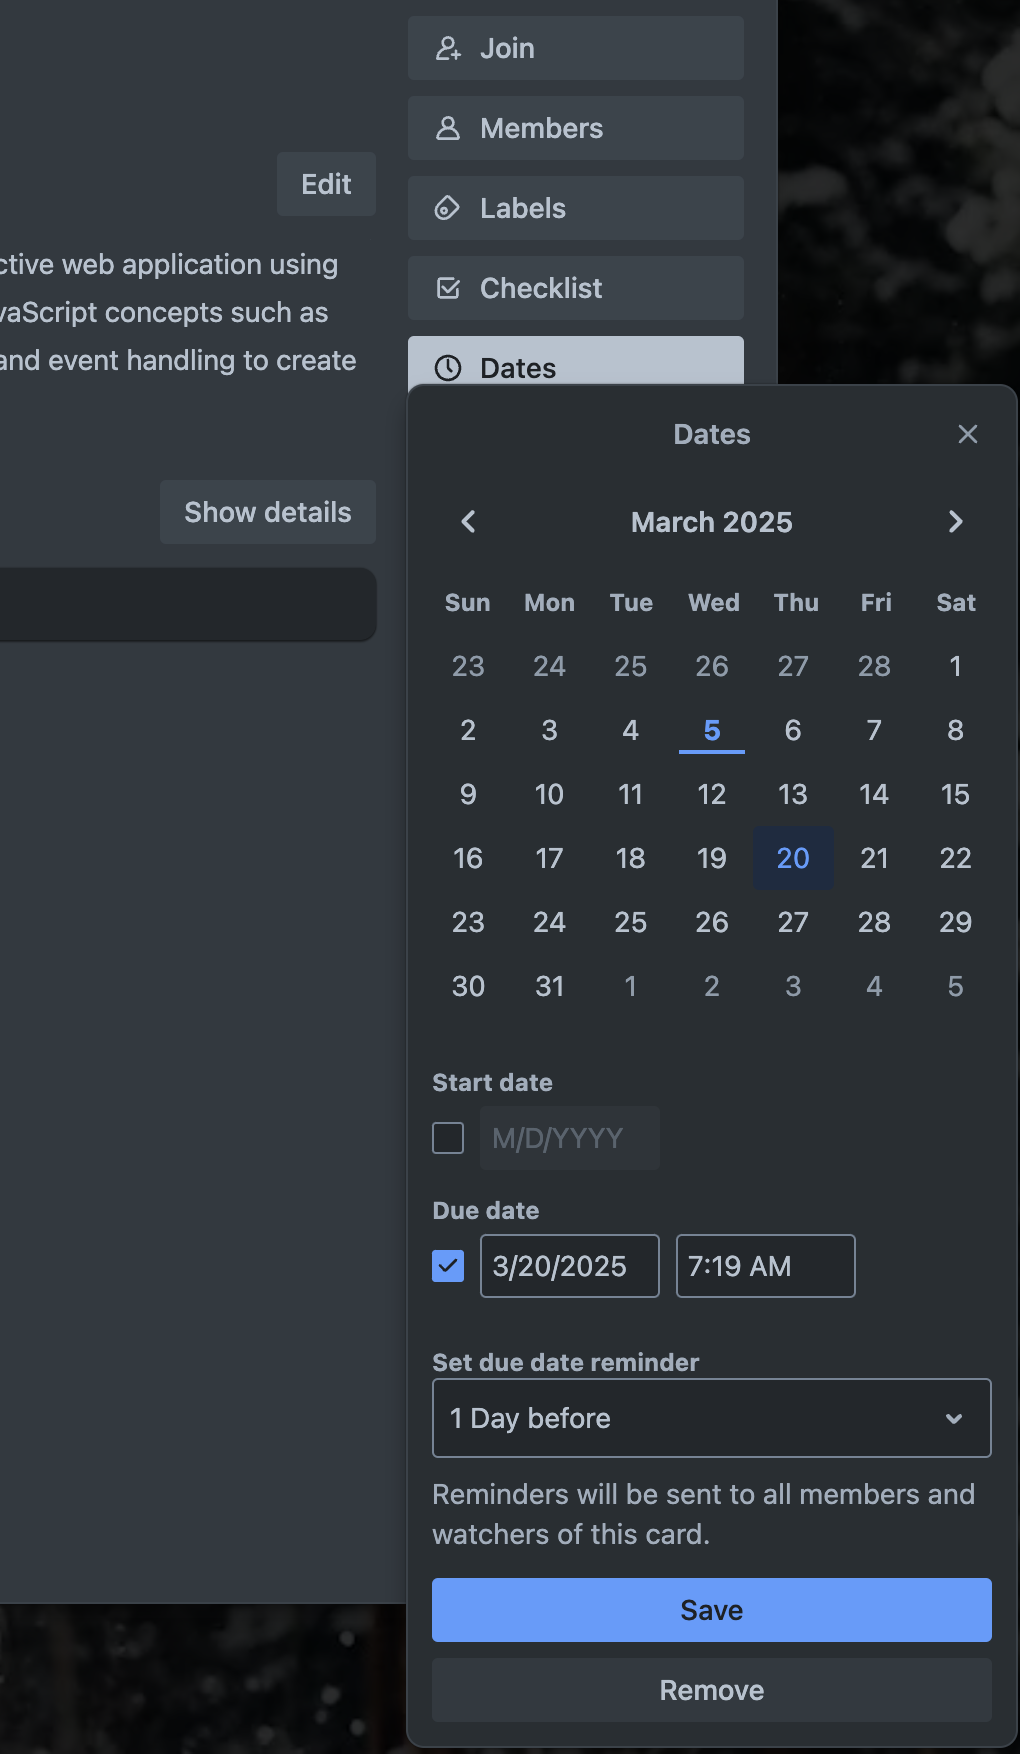 Join
Members
Edit
Labels
ctive web application using
vaScript concepts such as
Checklist
and event handling to create
Dates
Dates
March 2025
Show details
Sun Mon Tue Wed Thu Fri Sat
23 24 25 26 27 28 1
2 3 4 5 6 7 8
9 10 11 12 13 14 15
16 17 18 19 20 21 22
23 24 25 26 27 28 29
30 31 1 2 3 4 5
Start date
M/D/YYYY
Due date
3/20/2025 7:19 AM
Set due date reminder
1 Day before
Reminders will be sent to all members and
watchers of this card.
Save
Remove